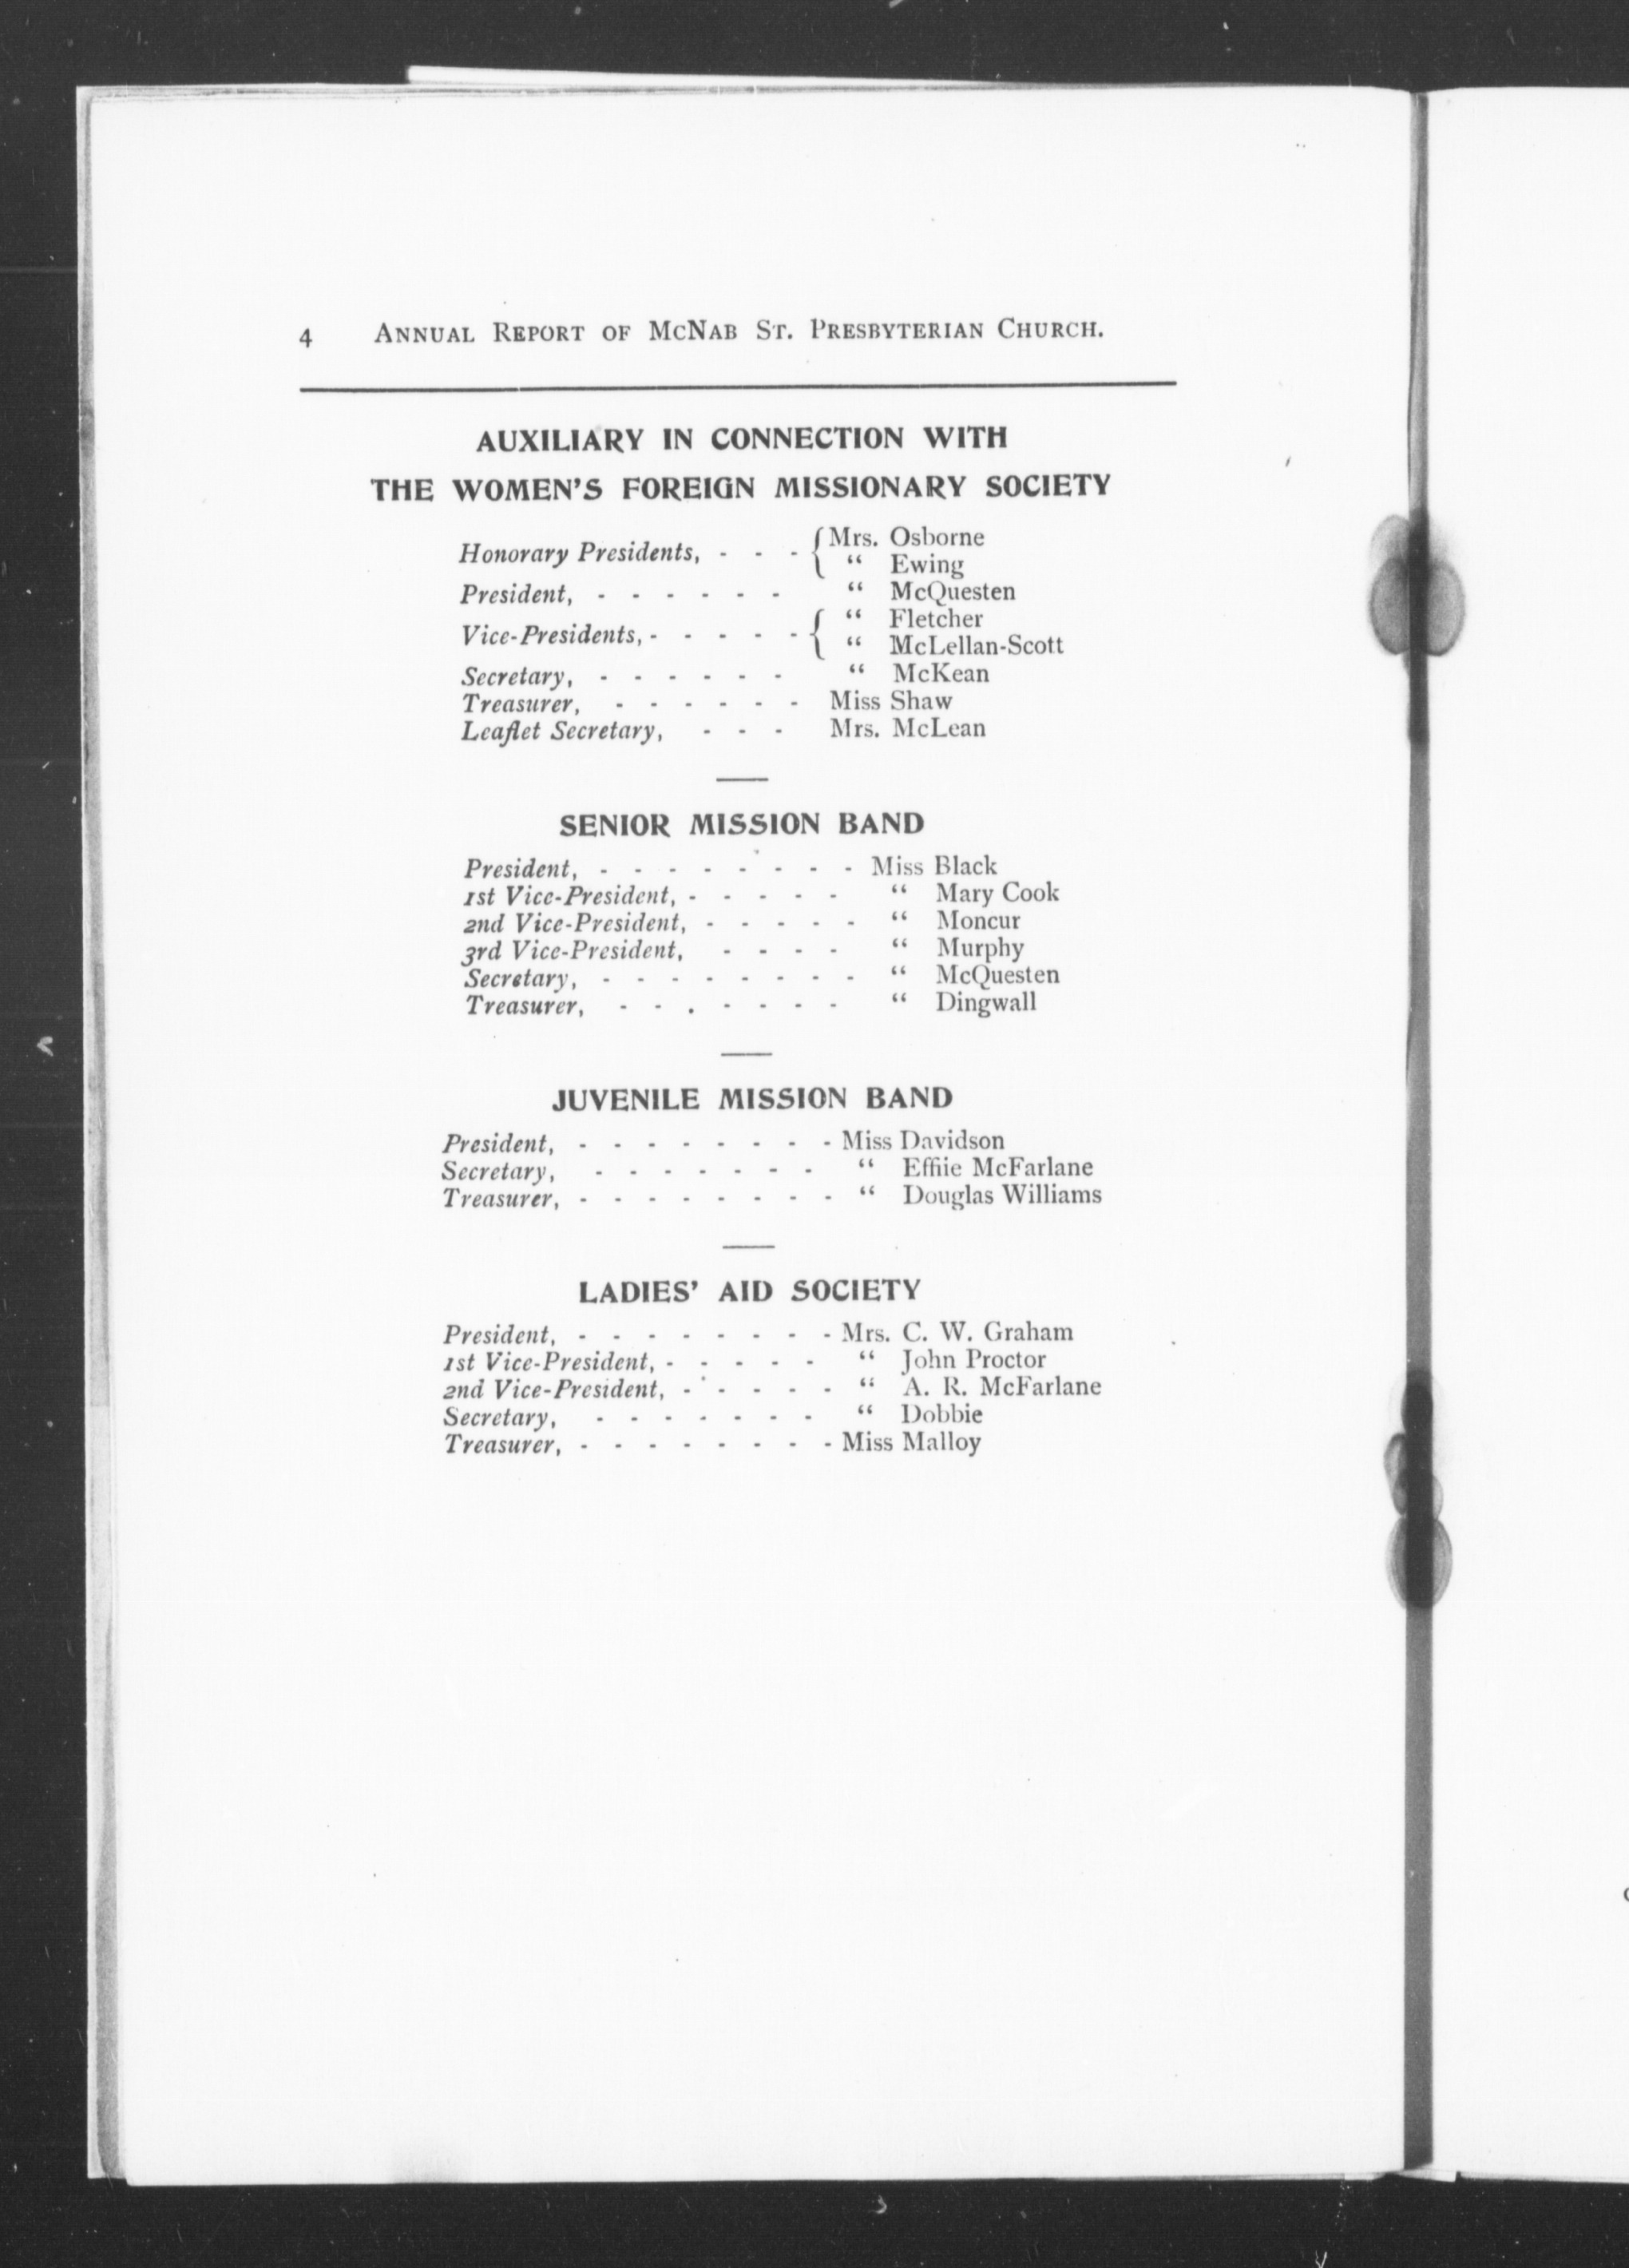 4 ANNUAL REPORT OF MCNAB ST. PRESBYTERIAN CHURCH.
AUXILIARY IN CONNECTION WITH
THE WOMEN'S FOREIGN MISSIONARY SOCIETY
Honorary Presidents, - - - { Mrs. Osborne
“ Ewing
President, - - - - - - “ McQuesten
Vice-Presidents, - - - - - { “ Fletcher
“ McLellan-Scott
Secretary, - - - - - - “ McKean
Treasurer, - - - - - - Miss Shaw
Leaflet Secretary, - - - Mrs. McLean
SENIOR MISSION BAND
President, - - - - - - - - Miss Black
1st Vice-President, - - - - - “ Mary Cook
2nd Vice-President, - - - - - “ Moncur
3rd Vice-President, - - - - “ Murphy
Secretary, - - - - - - - - “ McQuesten
Treasurer, - - . - - - - “ Dingwall
JUVENILE MISSION BAND
President, - - - - - - - - Miss Davidson
Secretary, - - - - - - - “ Effiie McFarlane
Treasurer, - - - - - - - - “ Douglas Williams
LADIES' AID SOCIETY
President, - - - - - - - - Mrs. C. W. Graham
1st Vice-President, - - - - - “ John Proctor
2nd Vice-President, - - - - - “ A. R. McFarlane
Secretary, - - - - - - - “ Dobbie
Treasurer, - - - - - - - - Miss Malloy